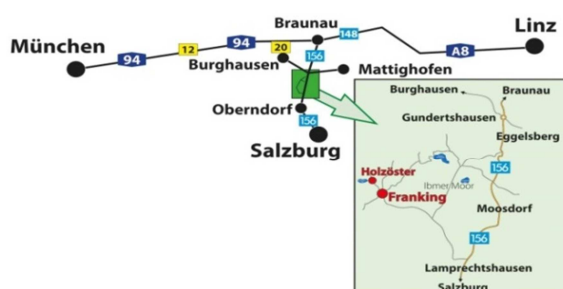 Linz
Braunau
94
148
München
12
20
156
A8
94
Burghausen
Mattighofen
Oberndorf
156
Salzburg
Burghausen
Braunau
Gundertshausen
Eggelsberg
156
Holzöster
Ibmer Moor
Franking
Moosdorf
156
Lamprechtshausen
Salzburg